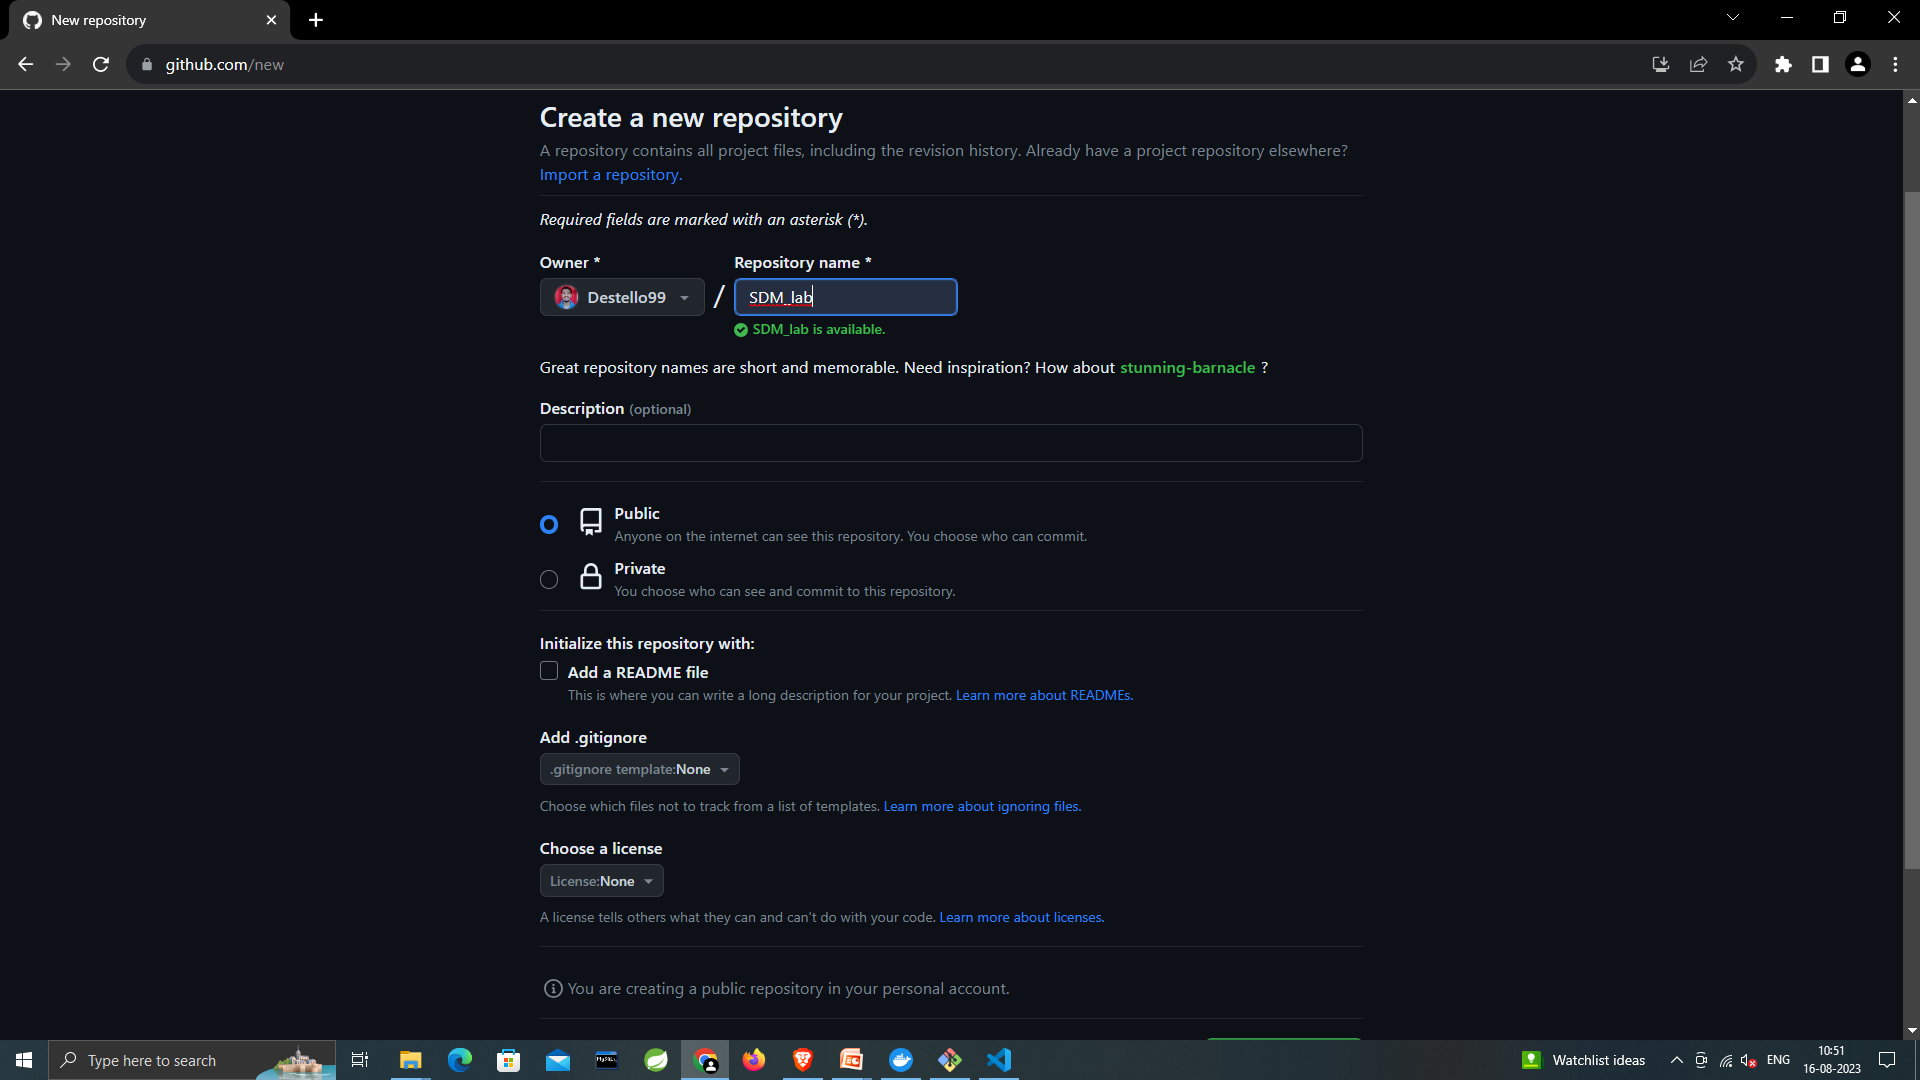 New repository
github.com/new
Create a new repository
A repository contains all project files, including the revision history. Already have a project repository elsewhere?
Import a repository.
Required fields are marked with an asterisk (*).
Owner *
Repository name *
Destello99
/
SDM_lab
SDM_lab is available.
Great repository names are short and memorable. Need inspiration? How about stunning-barnacle ?
Description (optional)
Public
Anyone on the internet can see this repository. You choose who can commit.
Private
You choose who can see and commit to this repository.
Initialize this repository with:
Add a README file
This is where you can write a long description for your project. Learn more about READMEs.
Add .gitignore
.gitignore template:None
Choose which files not to track from a list of templates. Learn more about ignoring files.
Choose a license
License:None
A license tells others what they can and can't do with your code. Learn more about licenses.
You are creating a public repository in your personal account.
Type here to search
Watchlist ideas
ENG
10:51
16-08-2023